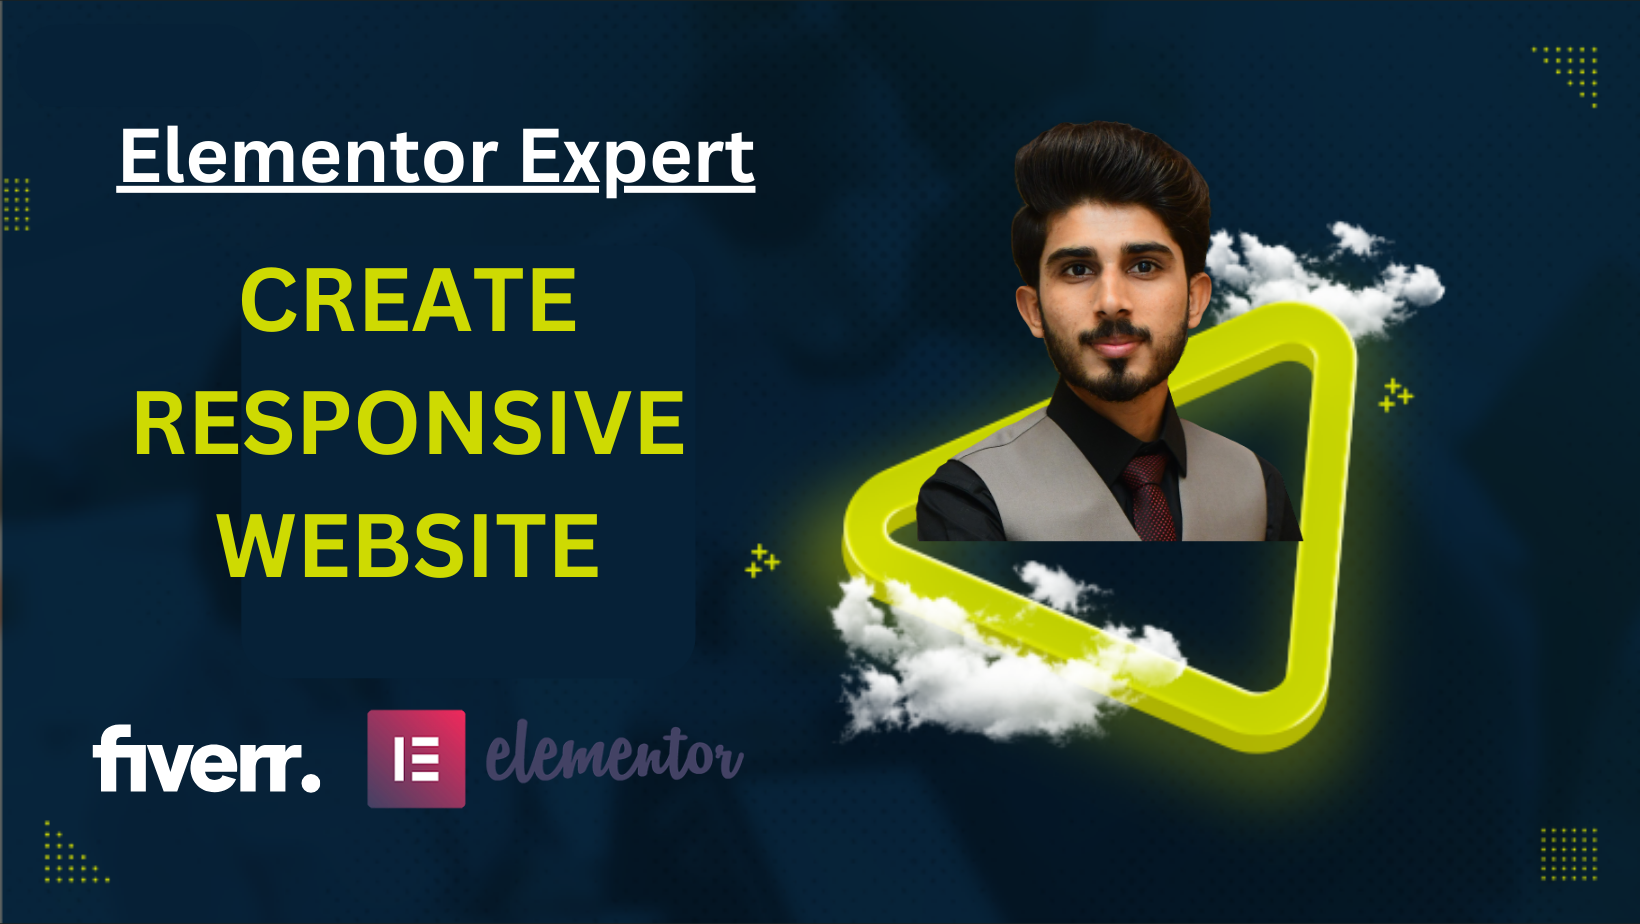 Elementor Expert
CREATE
RESPONSIVE
WEBSITE
fiverr.
elementor